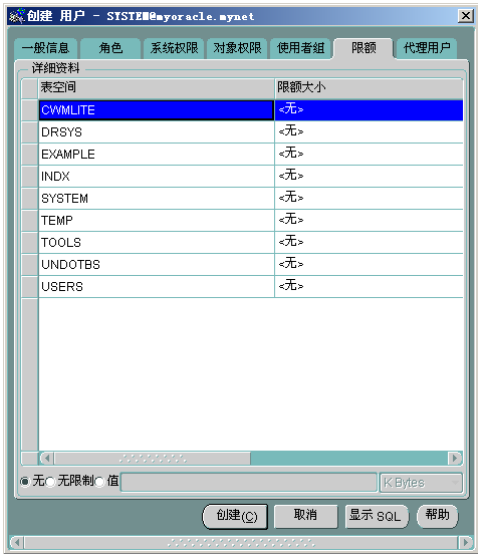 创建 用户 - SYSTEM@myoracle.mynet
一般信息 角色 系统权限 对象权限 使用者组 限额 代理用户
详细资料
表空间 限额大小
CWMLITE <无>
DRSYS <无>
EXAMPLE <无>
INDX <无>
SYSTEM <无>
TEMP <无>
TOOLS <无>
UNDOTBS <无>
USERS <无>
无 无限制 值 K Bytes
创建(C) 取消 显示 SQL 帮助